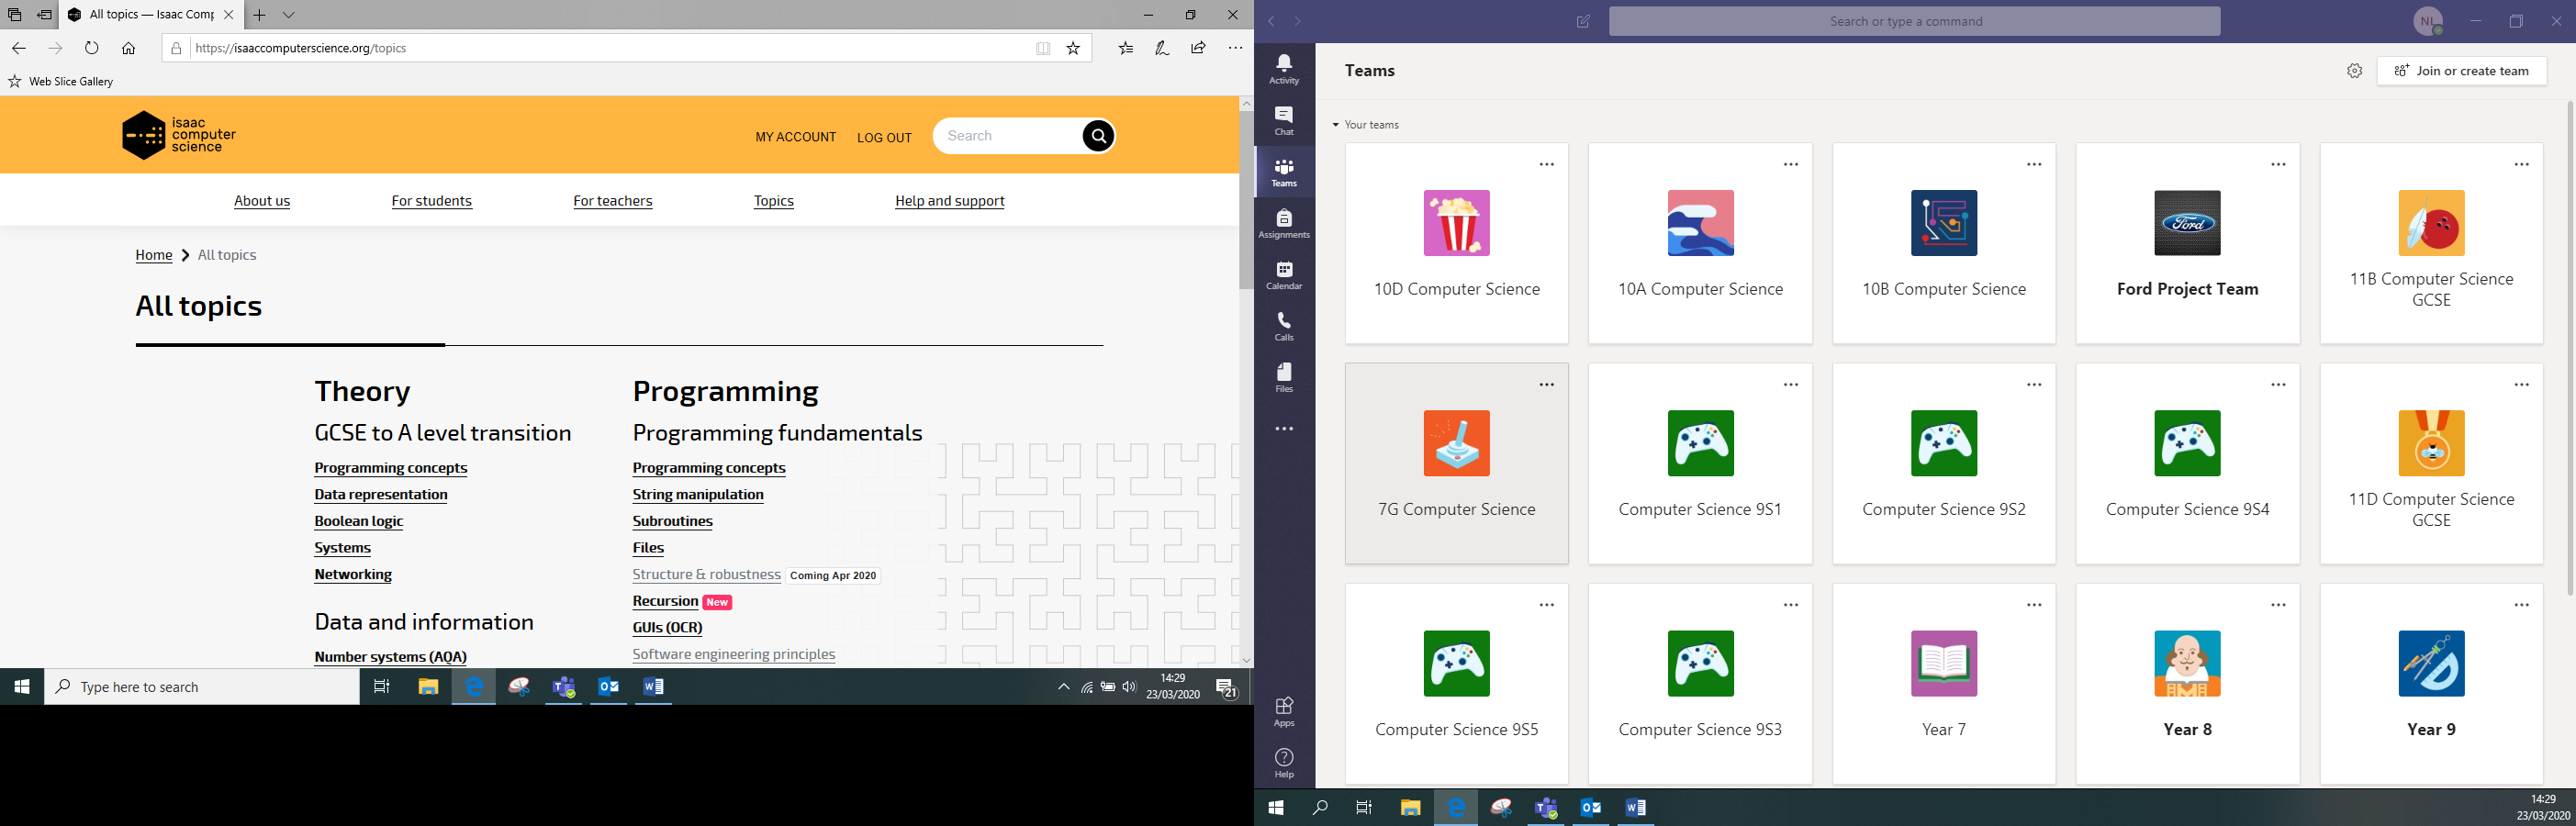 All topics — Isaac Comp
https://isaaccomputerscience.org/topics
Web Slice Gallery
isaac
computer
science
MY ACCOUNT
LOG OUT
Search
About us
For students
For teachers
Topics
Help and support
Home
All topics
All topics
Theory
GCSE to A level transition
Programming concepts
Data representation
Boolean logic
Systems
Networking
Data and information
Number systems (AQA)
Programming
Programming fundamentals
Programming concepts
String manipulation
Subroutines
Files
Structure & robustness Coming Apr 2020
Recursion New
GUIs (OCR)
Software engineering principles
Type here to search
14:29
23/03/2020
21
Search or type a command
NL
Activity
Chat
Teams
Assignments
Calendar
Calls
Files
Apps
Help
Teams
Join or create team
Your teams
10D Computer Science
10A Computer Science
10B Computer Science
Ford
Ford Project Team
11B Computer Science
GCSE
7G Computer Science
Computer Science 9S1
Computer Science 9S2
Computer Science 9S4
11D Computer Science
GCSE
Computer Science 9S5
Computer Science 9S3
Year 7
Year 8
Year 9
14:29
23/03/2020